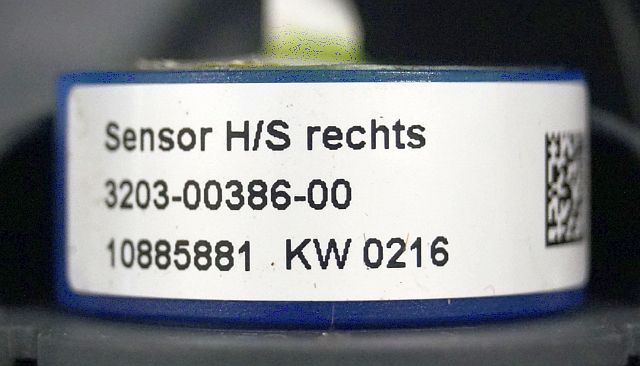 Sensor H/S rechts
3203-00386-00
10885881 KW 0216